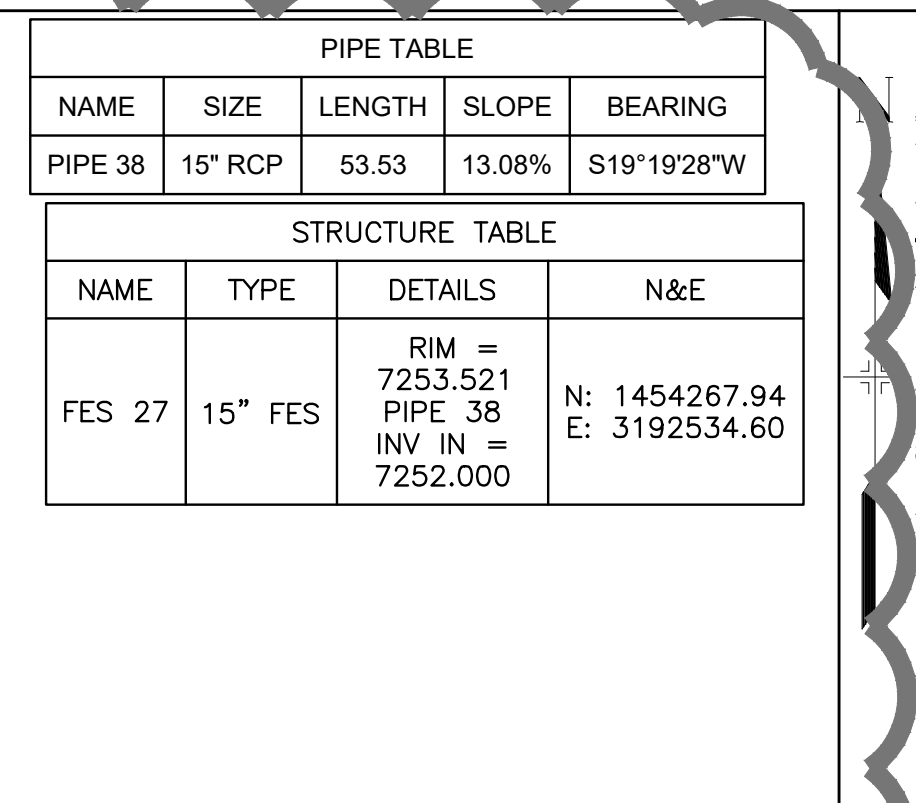 PIPE TABLE
NAME SIZE LENGTH SLOPE BEARING
PIPE 38 15" RCP 53.53 13.08% S19°19'28"W
STRUCTURE TABLE
NAME TYPE DETAILS N&E
FES 27 15” FES
RIM =
7253.521
PIPE 38
INV IN =
7252.000
N: 1454267.94
E: 3192534.60
N